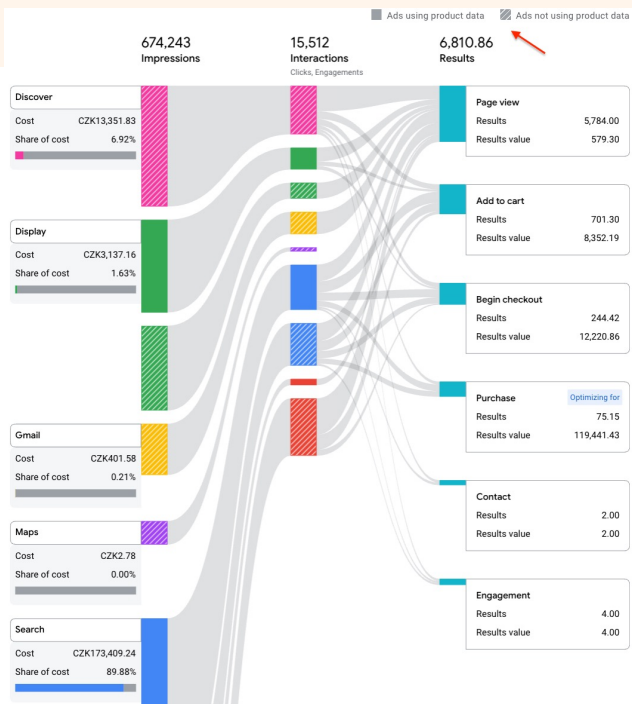 Ads using product data
Ads not using product data
674,243
Impressions
15,512
Interactions
Clicks, Engagements
6,810.86
Results
Discover
Cost CZK13,351.83
Share of cost 6.92%
Display
Cost CZK3,137.16
Share of cost 1.63%
Gmail
Cost CZK401.58
Share of cost 0.21%
Maps
Cost CZK2.78
Share of cost 0.00%
Search
Cost CZK173,409.24
Share of cost 89.88%
Page view
Results 5,784.00
Results value 579.30
Add to cart
Results 701.30
Results value 8,352.19
Begin checkout
Results 244.42
Results value 12,220.86
Purchase Optimizing for
Results 75.15
Results value 119,441.43
Contact
Results 2.00
Results value 2.00
Engagement
Results 4.00
Results value 4.00